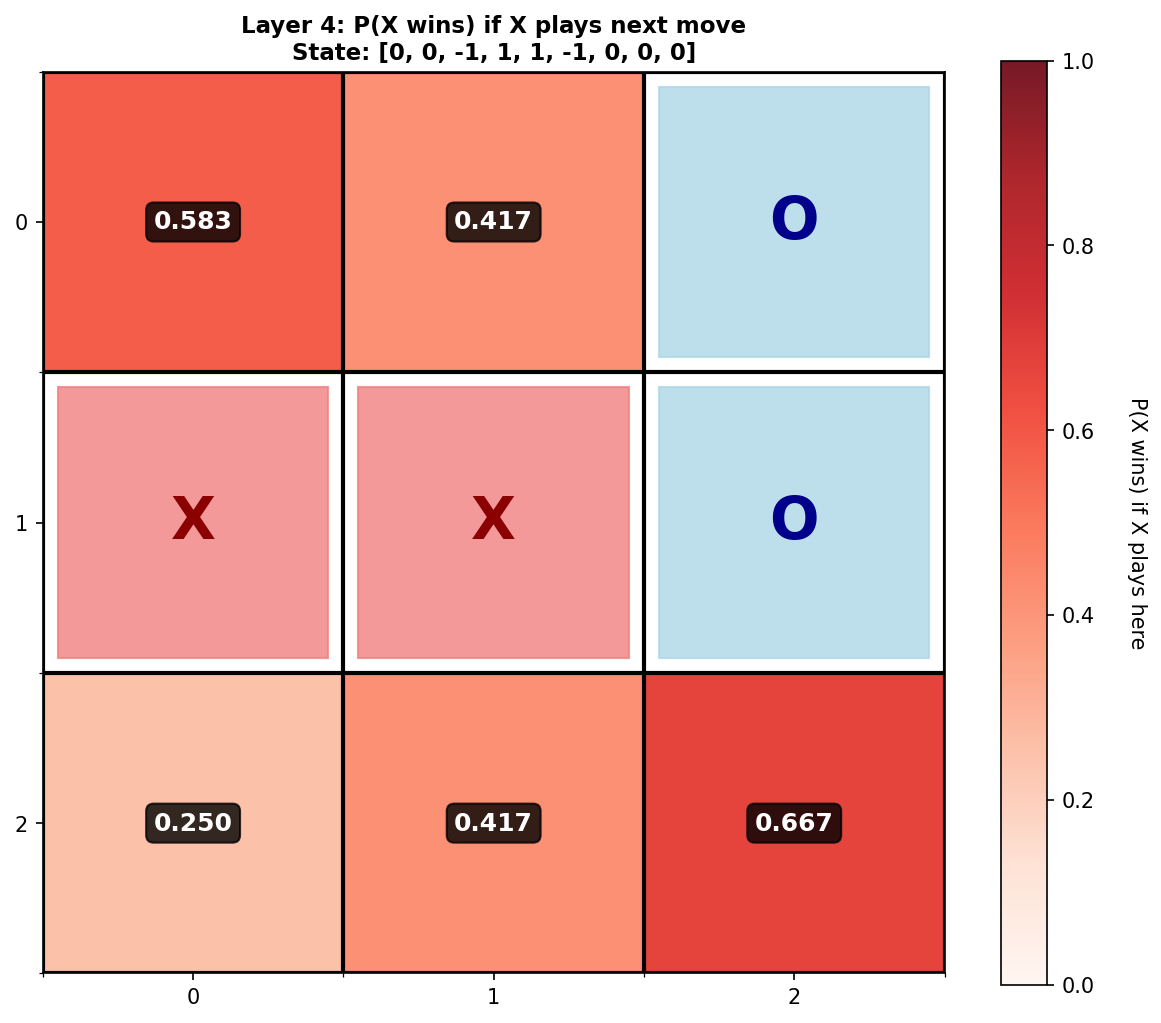 Layer 4: P(X wins) if X plays next move
State: [0, 0, -1, 1, 1, -1, 0, 0, 0]
0
0.583
0.417
O
1
X
X
O
2
0.250
0.417
0.667
0
1
2
1.0
0.8
0.6
0.4
0.2
0.0
P(X wins) if X plays here